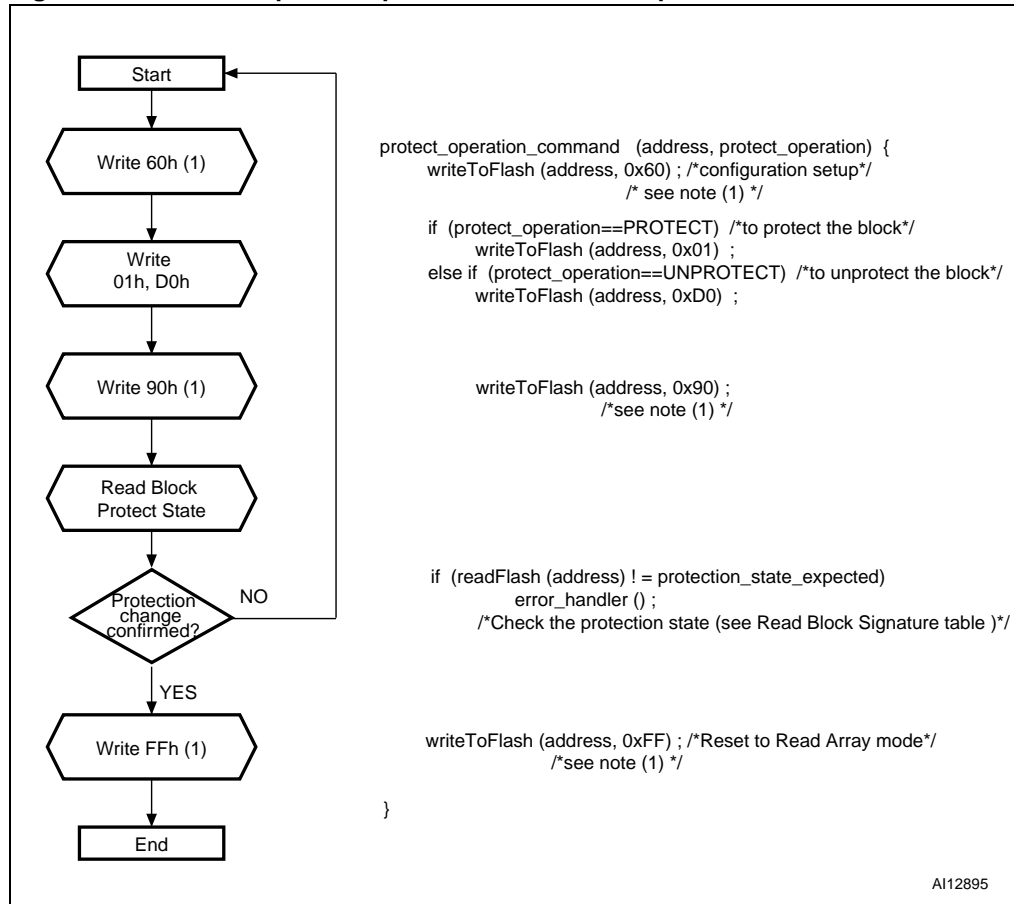 Start
Write 60h (1)
Write
01h, D0h
Write 90h (1)
Read Block
Protect State
Protection
change
confirmed?
NO
YES
Write FFh (1)
End
protect_operation_command (address, protect_operation) {
writeToFlash (address, 0x60) ; /*configuration setup*/
/* see note (1) */
if (protect_operation==PROTECT) /*to protect the block*/
writeToFlash (address, 0x01) ;
else if (protect_operation==UNPROTECT) /*to unprotect the block*/
writeToFlash (address, 0xD0) ;
writeToFlash (address, 0x90) ;
/*see note (1) */
if (readFlash (address) ! = protection_state_expected)
error_handler () ;
/*Check the protection state (see Read Block Signature table )*/
writeToFlash (address, 0xFF) ; /*Reset to Read Array mode*/
/*see note (1) */
}
AI12895